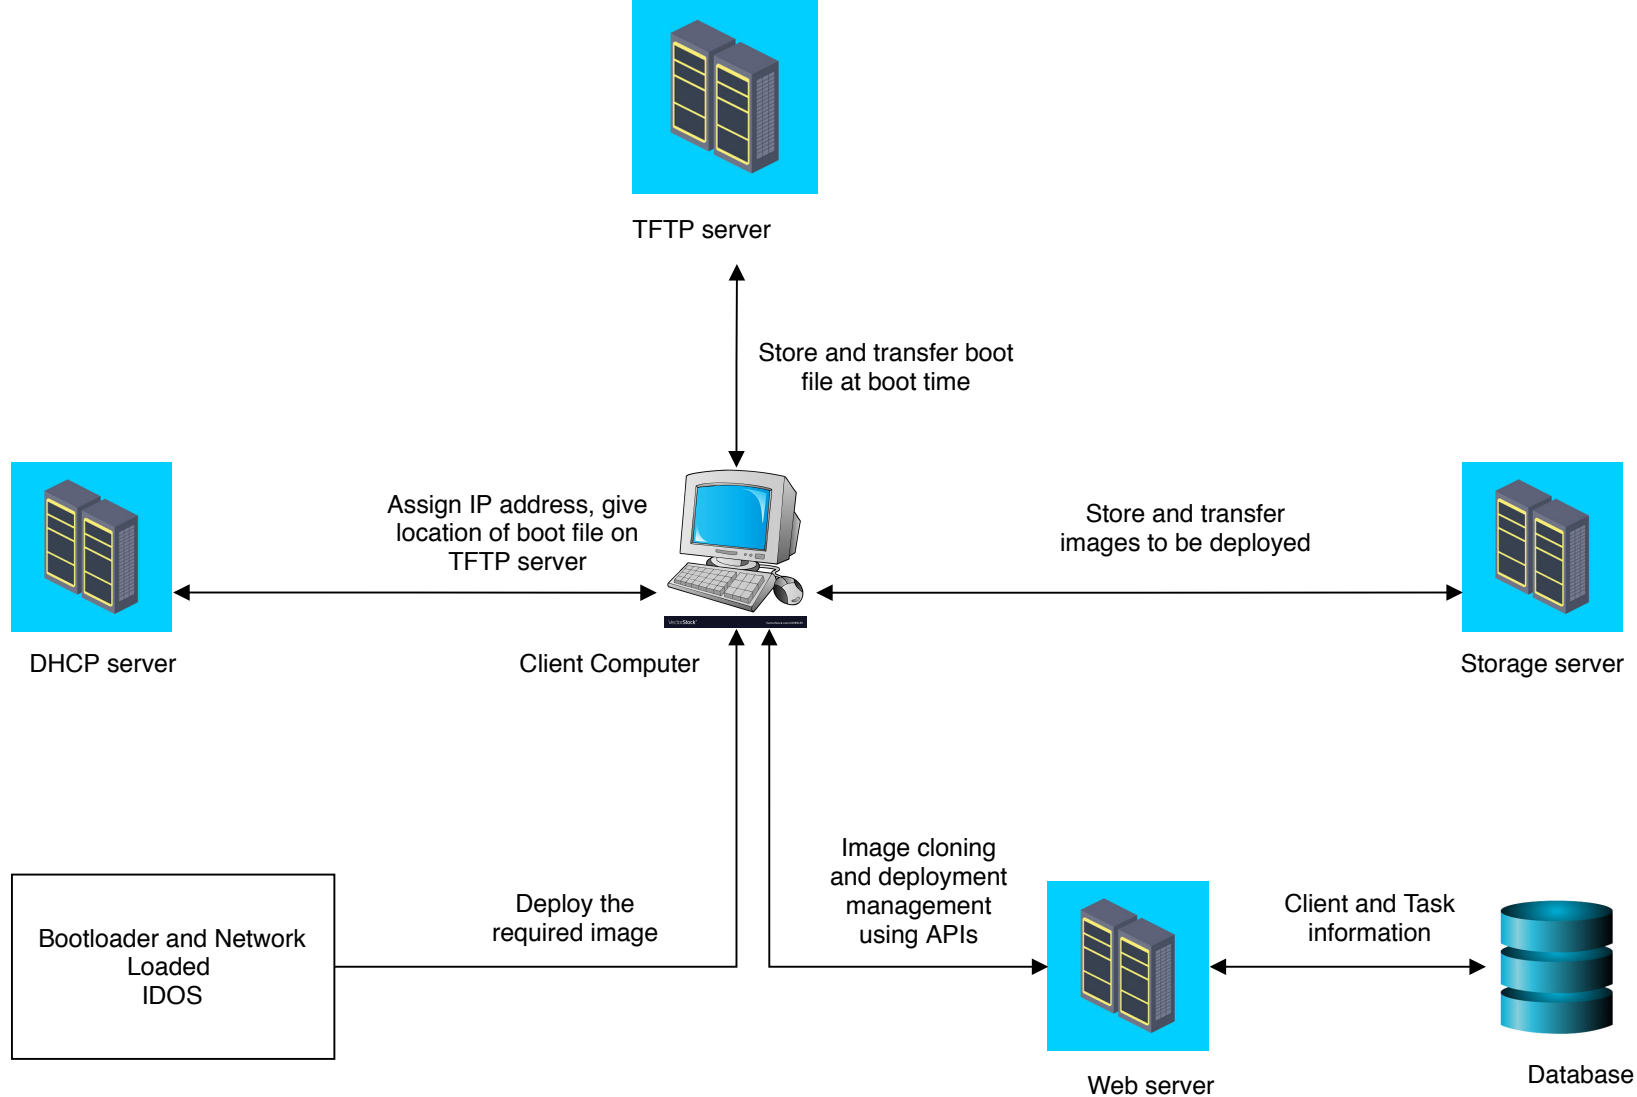 TFTP server
Store and transfer boot
file at boot time
Assign IP address, give
location of boot file on
TFTP server
Store and transfer
images to be deployed
VectorStock
DHCP server
Client Computer
Storage server
Image cloning
and deployment
management
using APIs
Deploy the
required image
Client and Task
information
Bootloader and Network
Loaded
IDOS
Web server
Database